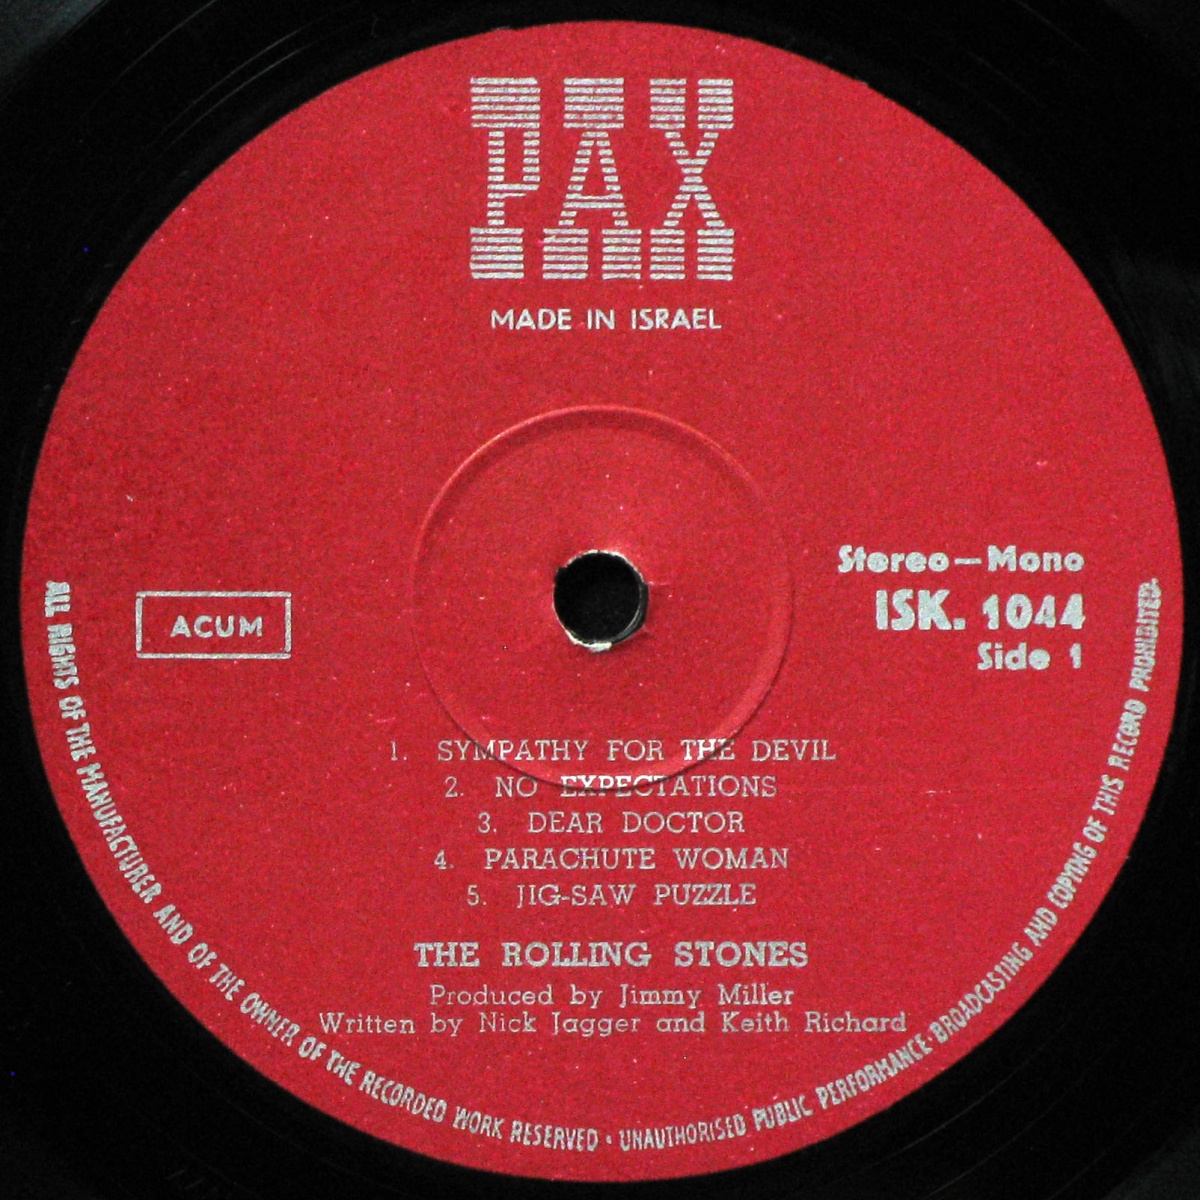 PAX
MADE IN ISRAEL
Stereo—Mono
ISK. 1044
Side 1
ACUM
1. SYMPATHY FOR THE DEVIL
2. NO EXPECTATIONS
3. DEAR DOCTOR
4. PARACHUTE WOMAN
5. JIG-SAW PUZZLE
THE ROLLING STONES
Produced by Jimmy Miller
Written by Nick Jagger and Keith Richard
ALL RIGHTS OF THE MANUFACTURER AND OF THE OWNER OF THE RECORDED WORK RESERVED • UNAUTHORISED PUBLIC PERFORMANCE • BROADCASTING AND COPYING OF THIS RECORD PROHIBITED.